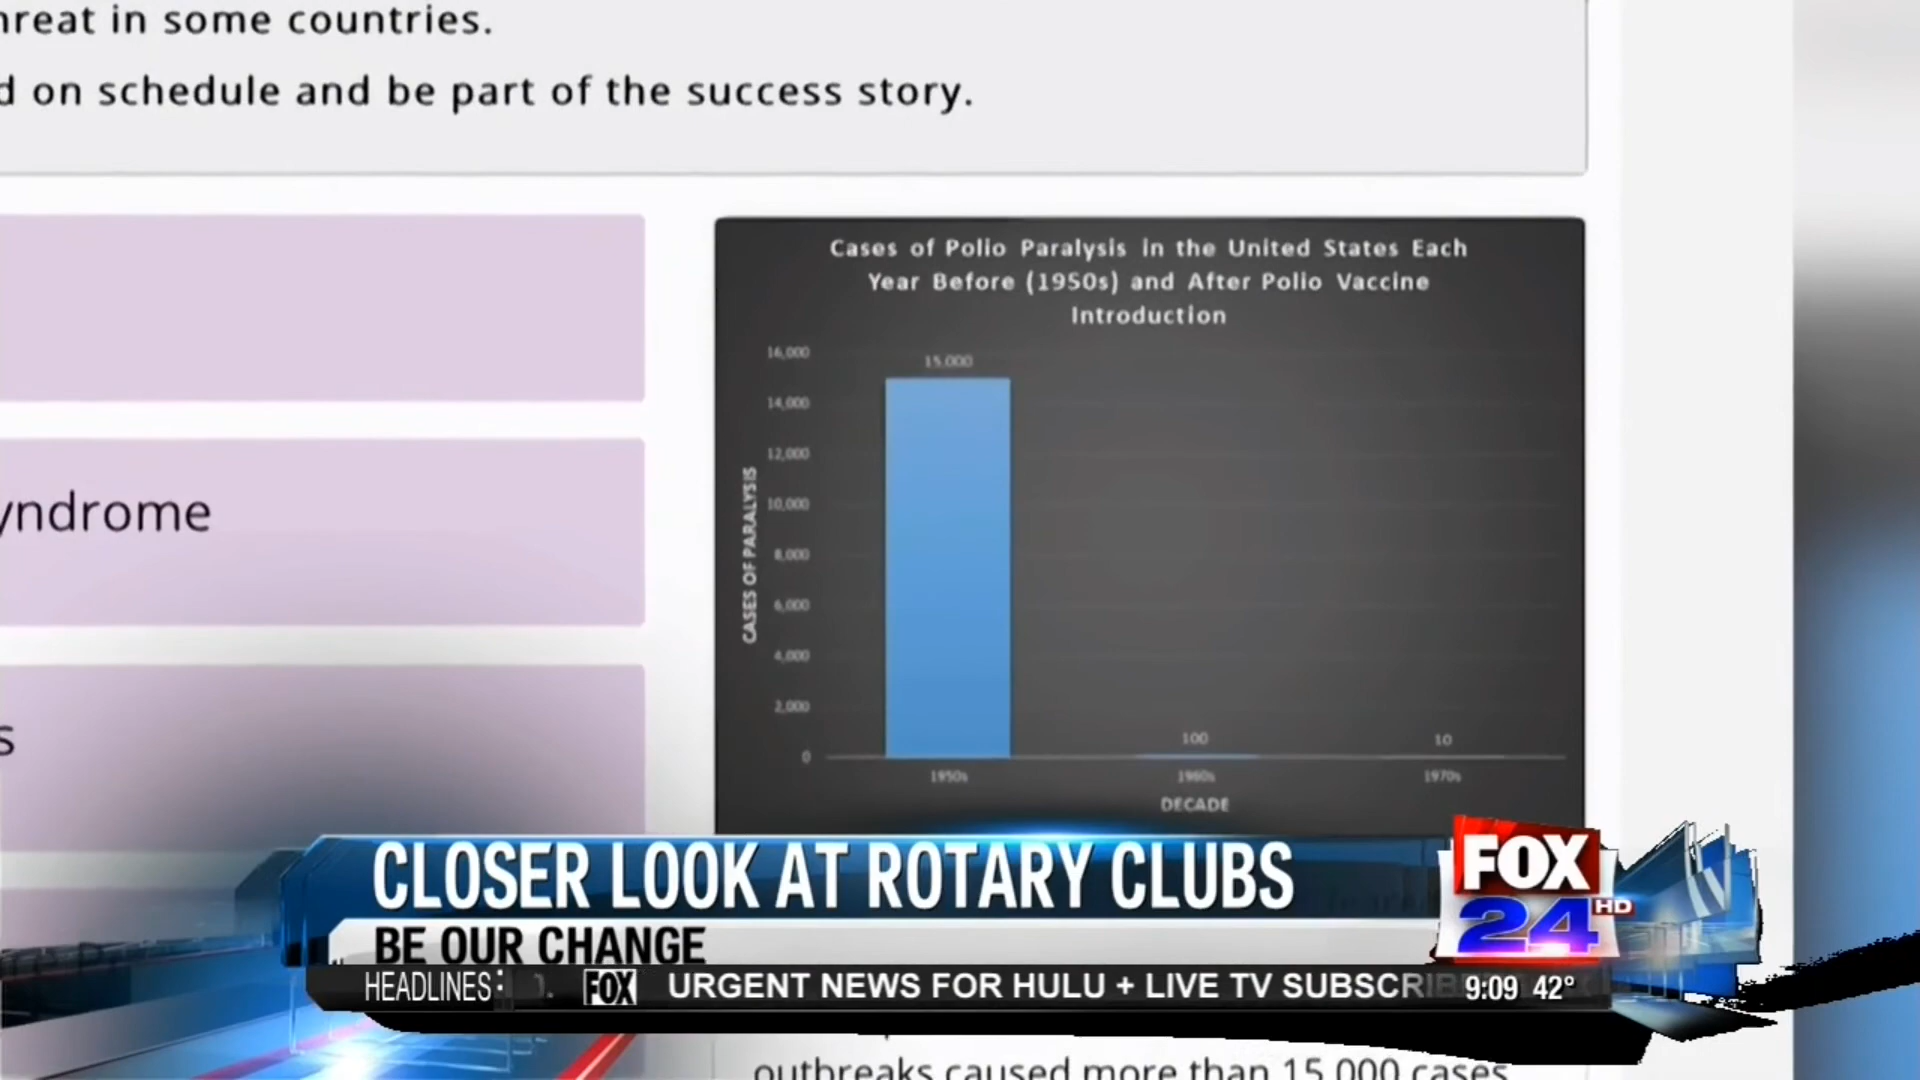 hreat in some countries.
d on schedule and be part of the success story.
yndrome
s
Cases of Polio Paralysis in the United States Each
Year Before (1950s) and After Polio Vaccine
Introduction
16,000
14,000
12,000
10,000
8,000
6,000
4,000
2,000
0
CASES OF PARALYSIS
15,000
100
10
1950s
1960s
1970s
DECADE
CLOSER LOOK AT ROTARY CLUBS
BE OUR CHANGE
FOX
24 HD
HEADLINES:
FOX
URGENT NEWS FOR HULU + LIVE TV SUBSCRIB
9:09 42°
outbreaks caused more than 15,000 cases